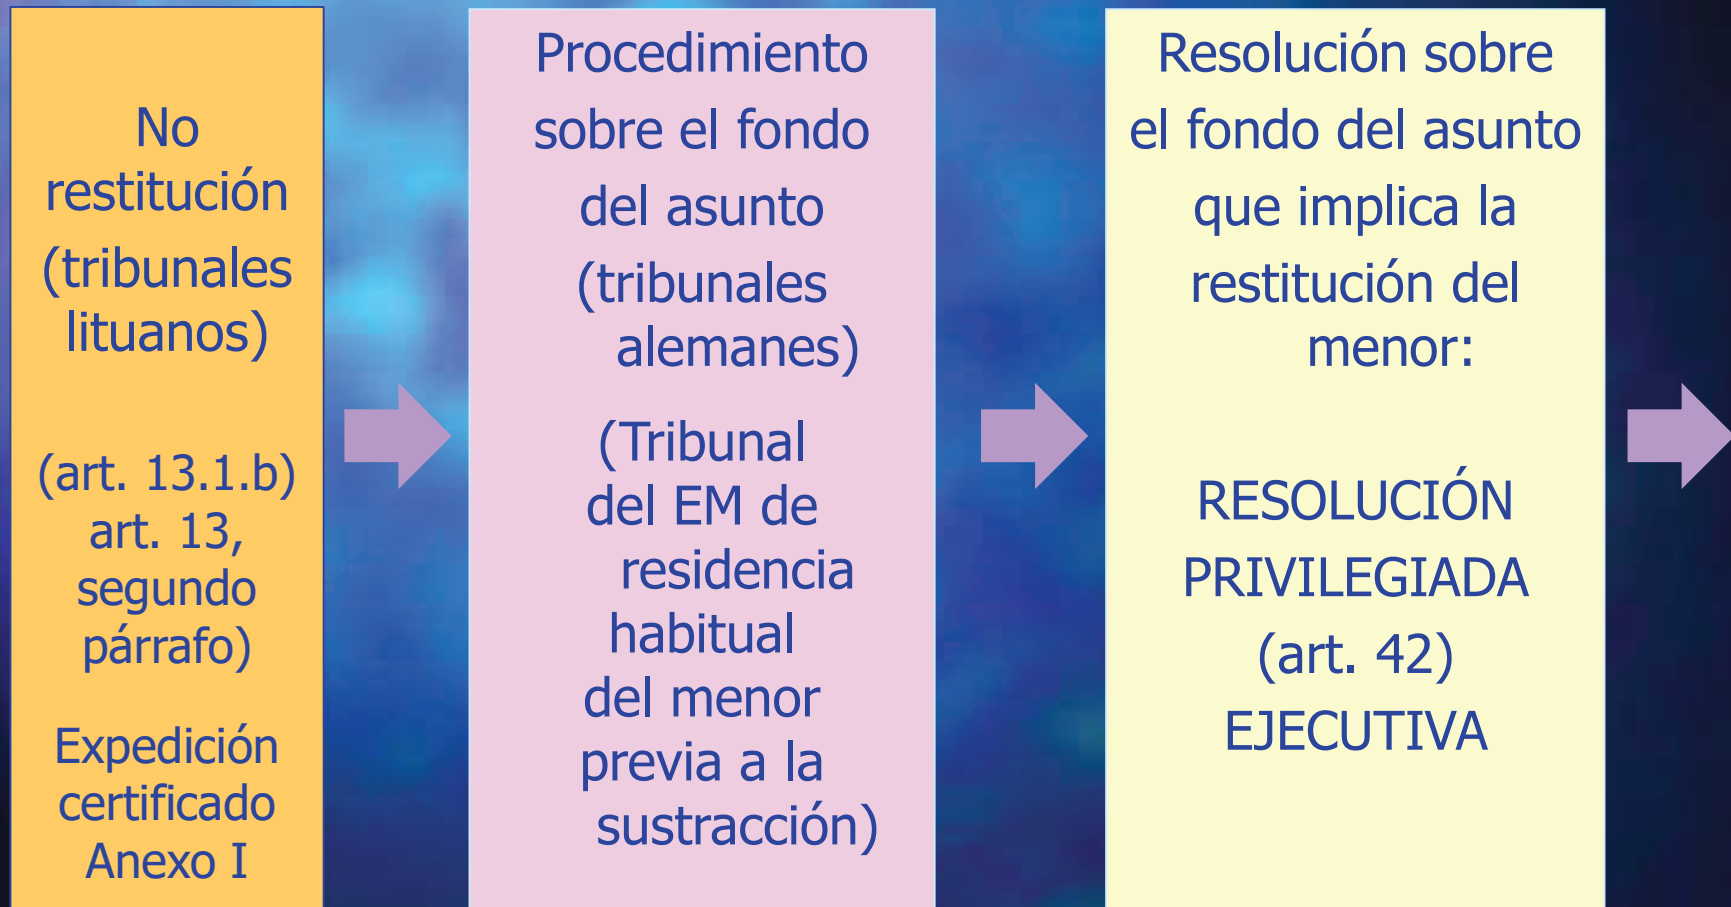 No
restitución
(tribunales
lituanos)
(art. 13.1.b)
art. 13,
segundo
párrafo)
Expedición
certificado
Anexo I
Procedimiento
sobre el fondo
del asunto
(tribunales
alemanes)
(Tribunal
del EM de
residencia
habitual
del menor
previa a la
sustracción)
Resolución sobre
el fondo del asunto
que implica la
restitución del
menor:
RESOLUCIÓN
PRIVILEGIADA
(art. 42)
EJECUTIVA